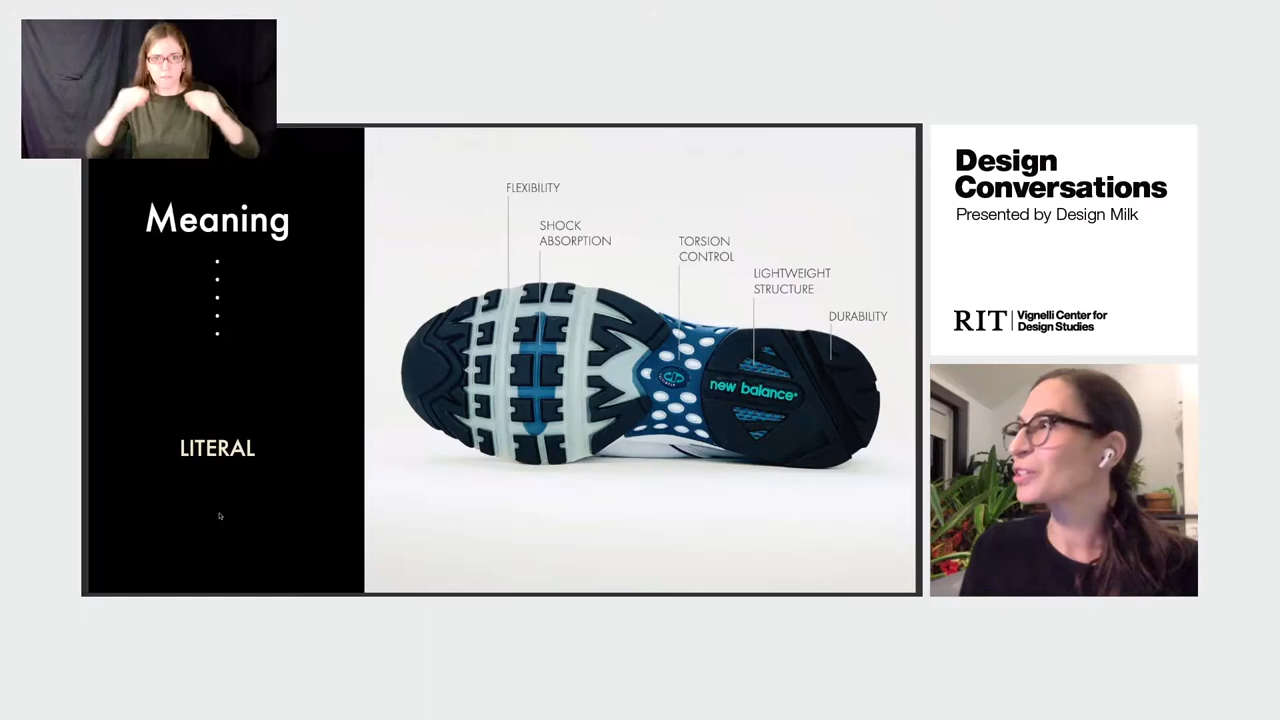 Meaning
LITERAL
FLEXIBILITY
SHOCK
ABSORPTION
TORSION
CONTROL
LIGHTWEIGHT
STRUCTURE
DURABILITY
new balance®
Design
Conversations
Presented by Design Milk
RIT
Vignelli Center for
Design Studies